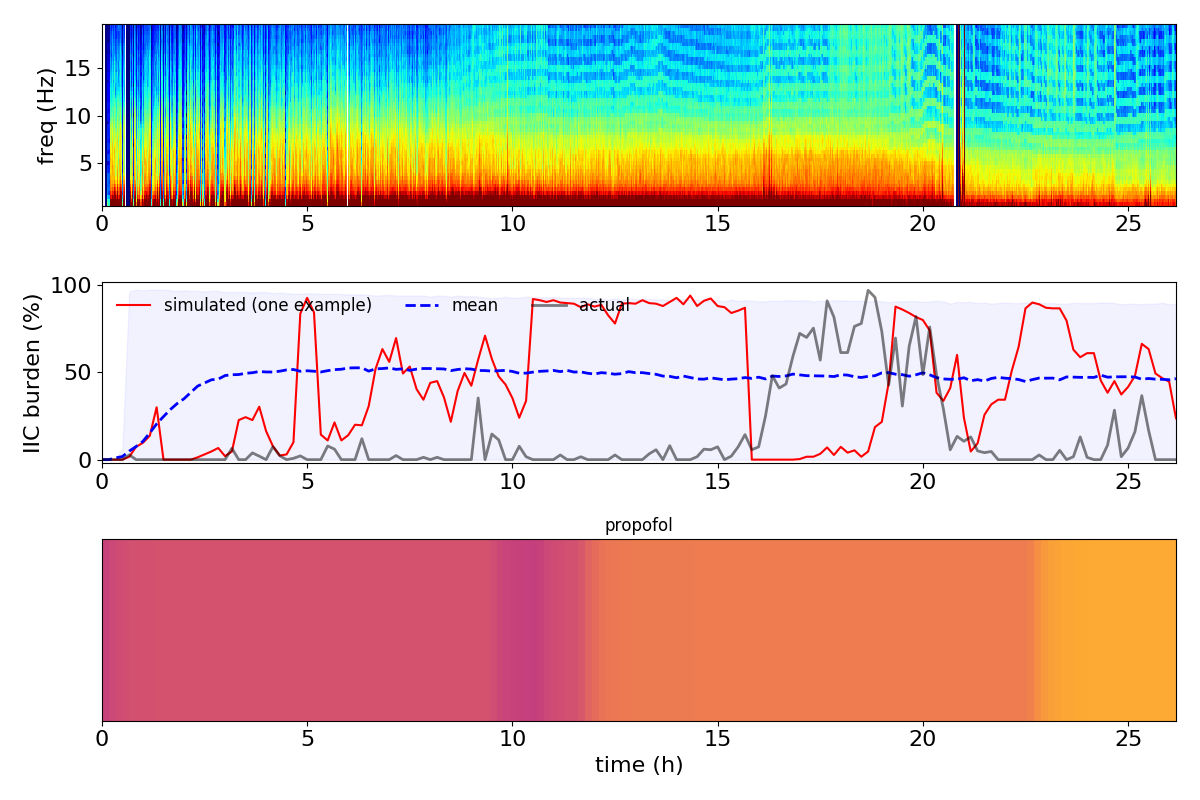 freq (Hz)
15
10
5
0 5 10 15 20 25
IIC burden (%)
100
50
0
simulated (one example) mean actual
0 5 10 15 20 25
propofol
0 5 10 15 20 25
time (h)